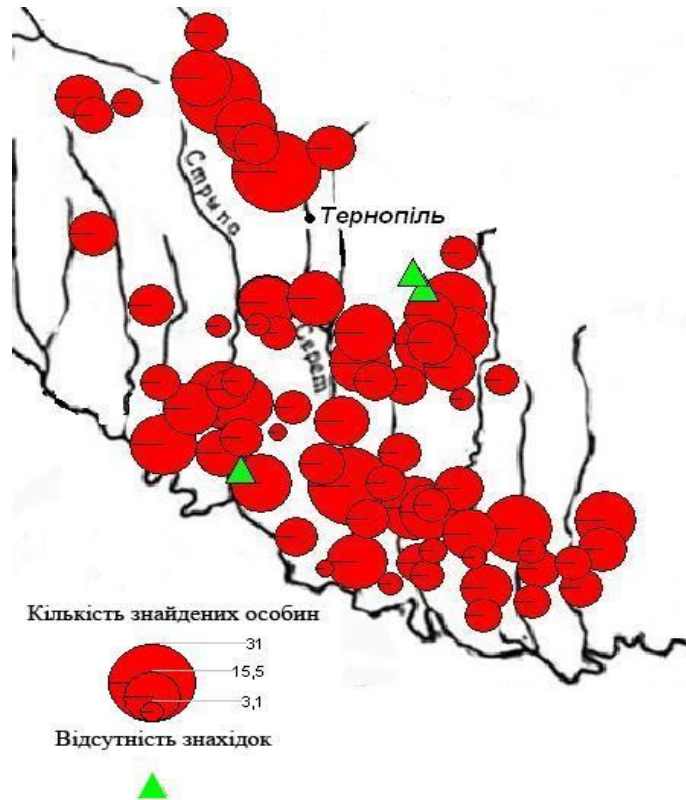 Стрипа
Тернопіль
Серет
Кількість знайдених особин
31
15,5
3,1
Відсутність знахідок